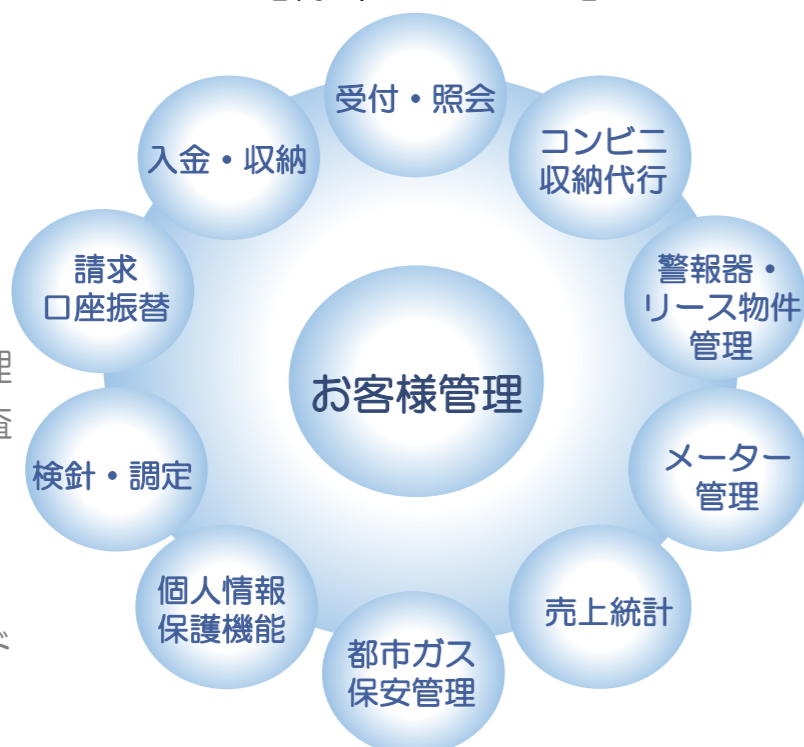 受付・照会
コンビニ
収納代行
警報器・
リース物件
管理
メーター
管理
売上統計
都市ガス
保安管理
個人情報
保護機能
検針・調定
請求
口座振替
入金・収納
お客様管理
理
査